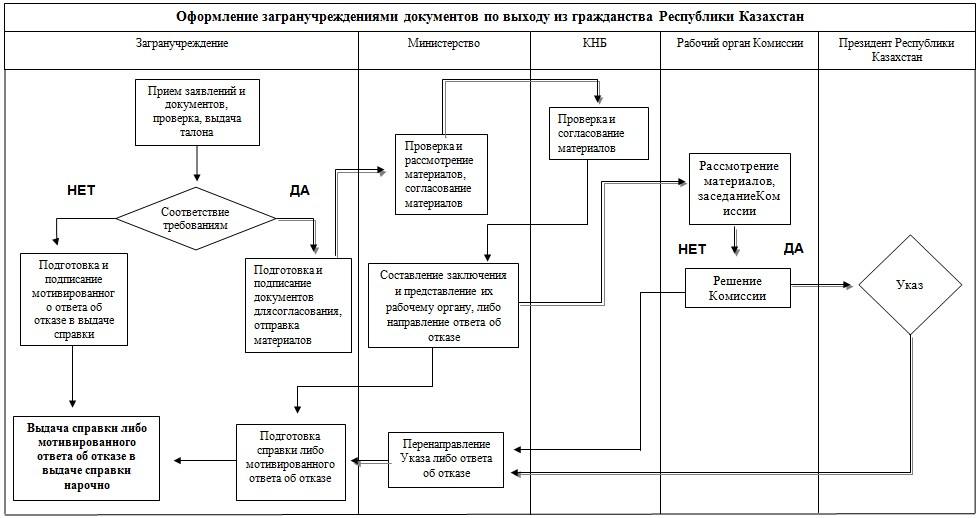 Оформление загранучреждениями документов по выходу из гражданства Республики Казахстан
Загранучреждение
Министерство
КНБ
Рабочий орган Комиссии
Президент Республики
Казахстан
Прием заявлений и
документов,
проверка, выдача
талона
НЕТ
ДА
Соответствие
требованиям
Подготовка и
подписание
мотивированног
о ответа об
отказе в выдаче
справки
Подготовка и
подписание
документов
длясогласования,
отправка
материалов
Выдача справки либо
мотивированного
ответа об отказе в
выдаче справки
нарочно
Подготовка
справки либо
мотивированного
ответа об отказе
Проверка и
рассмотрение
материалов,
согласование
материалов
Составление заключения
и представление их
рабочему органу, либо
направление ответа об
отказе
Перенаправление
Указа либо ответа
об отказе
Проверка и
согласование
материалов
Рассмотрение
материалов,
заседаниеКом
иссии
НЕТ
ДА
Решение
Комиссии
Указ